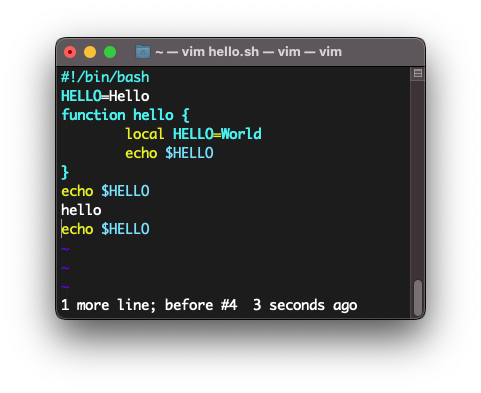 ~ — vim hello.sh — vim — vim
#!/bin/bash
HELLO=Hello
function hello {
        local HELLO=World
        echo $HELLO
}
echo $HELLO
hello
echo $HELLO
~
~
~
1 more line; before #4  3 seconds ago